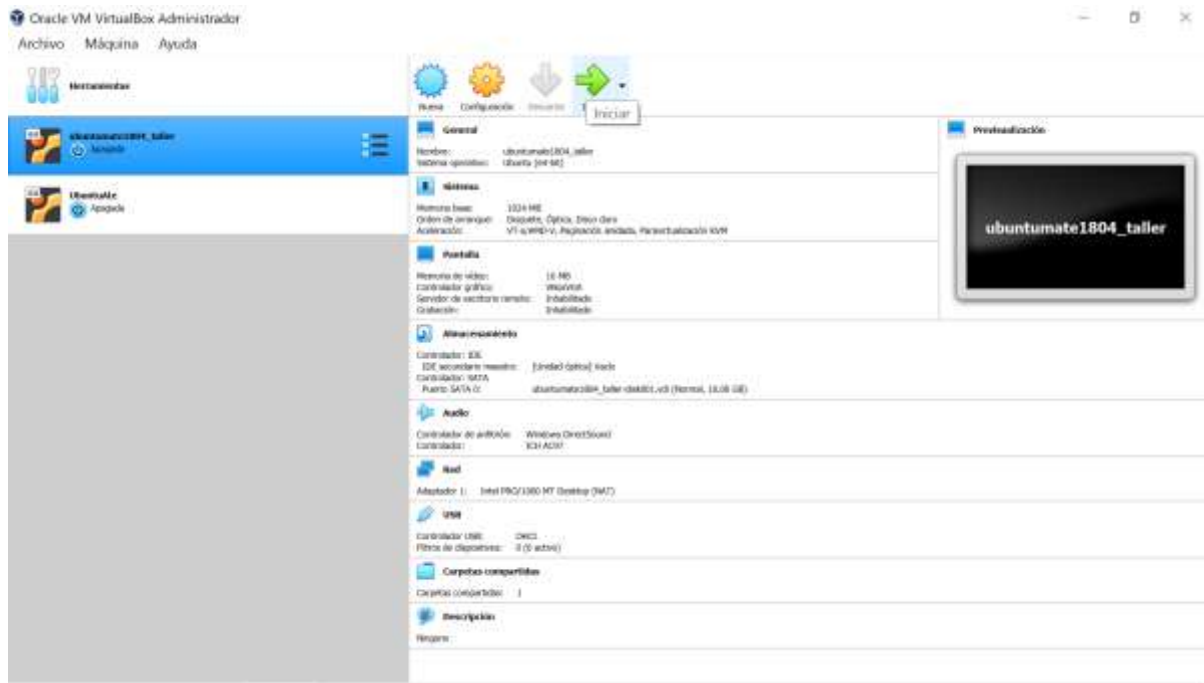 Oracle VM VirtualBox Administrador
Archivo Máquina Ayuda
Herramientas
ubuntumate1804_taller
Apagada
UbuntuAle
Apagada
Nueva Configuración Descartar
Iniciar
General
Nombre: ubuntumate1804_taller
Sistema operativo: Ubuntu (64-bit)
Sistema
Memoria base: 1024 MB
Orden de arranque: Disquete, Óptica, Disco duro
Aceleración: VT-x/AMD-V, Paginación anidada, Paravirtualización KVM
Pantalla
Memoria de vídeo: 16 MB
Controlador gráfico:
Servidor de escritorio remoto: Inhabilitado
Grabación: Inhabilitado
Previsualización
ubuntumate1804_taller
Almacenamiento
Controlador: IDE
IDE secundario maestro: [Unidad óptica] Vacío
Controlador: SATA
Puerto SATA 0: ubuntumate1804_taller-disk001.vdi (Normal, GB)
Audio
Controlador de anfitrión: Windows DirectSound
Controlador: ICH AC97
Red
Adaptador 1: Intel PRO/1000 MT Desktop (NAT)
USB
Controlador USB: OHCI
Filtros de dispositivos: 0 (0 activo)
Carpetas compartidas
Carpetas compartidas: 1
Descripción
Ninguno